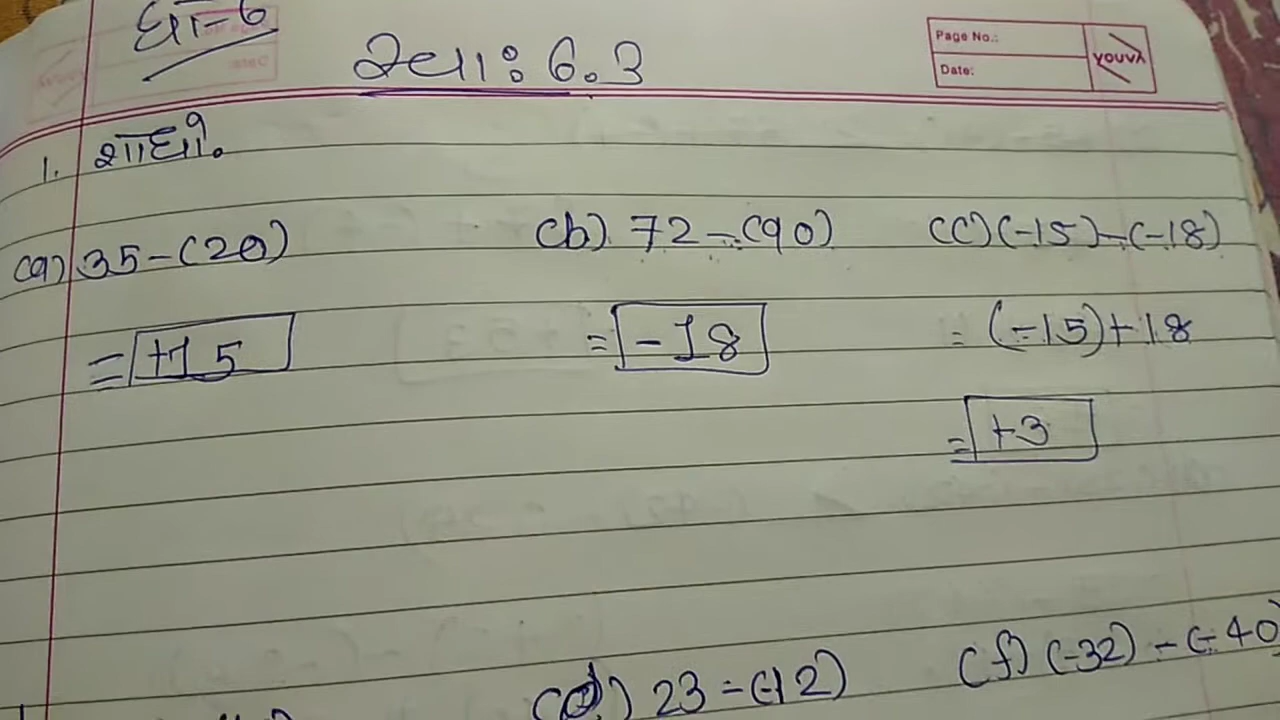 ધો-6
સ્વા: 6.3
Page No.:
Date:
YOUVA
1. શોધો.
(a) 35-(20) (b) 72-(90) (c) (-15)-(-18)
= +15 = -18 = (-15)+18
= +3
23-(-12) (f) (-32)-(-40)